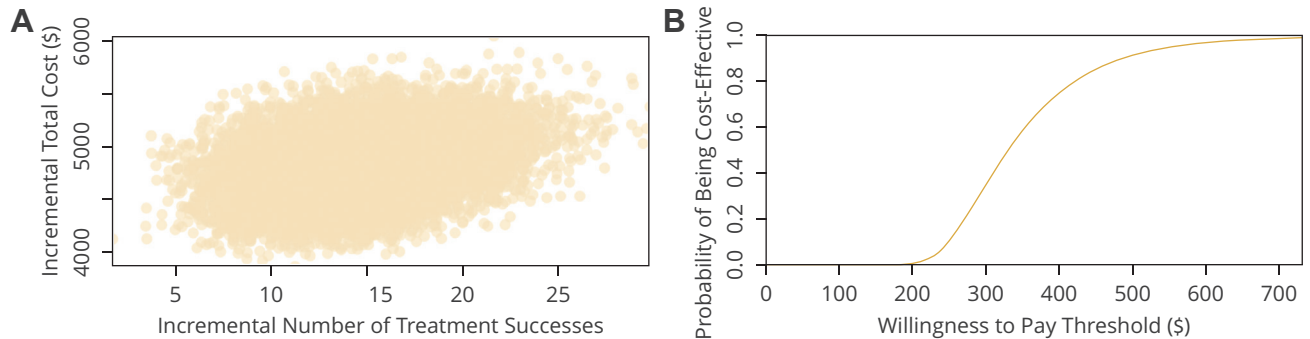 A
Incremental Total Cost ($)
6000
5000
4000
5 10 15 20 25
Incremental Number of Treatment Successes
B
Probability of Being Cost-Effective
1.0
0.8
0.6
0.4
0.2
0.0
0 100 200 300 400 500 600 700
Willingness to Pay Threshold ($)